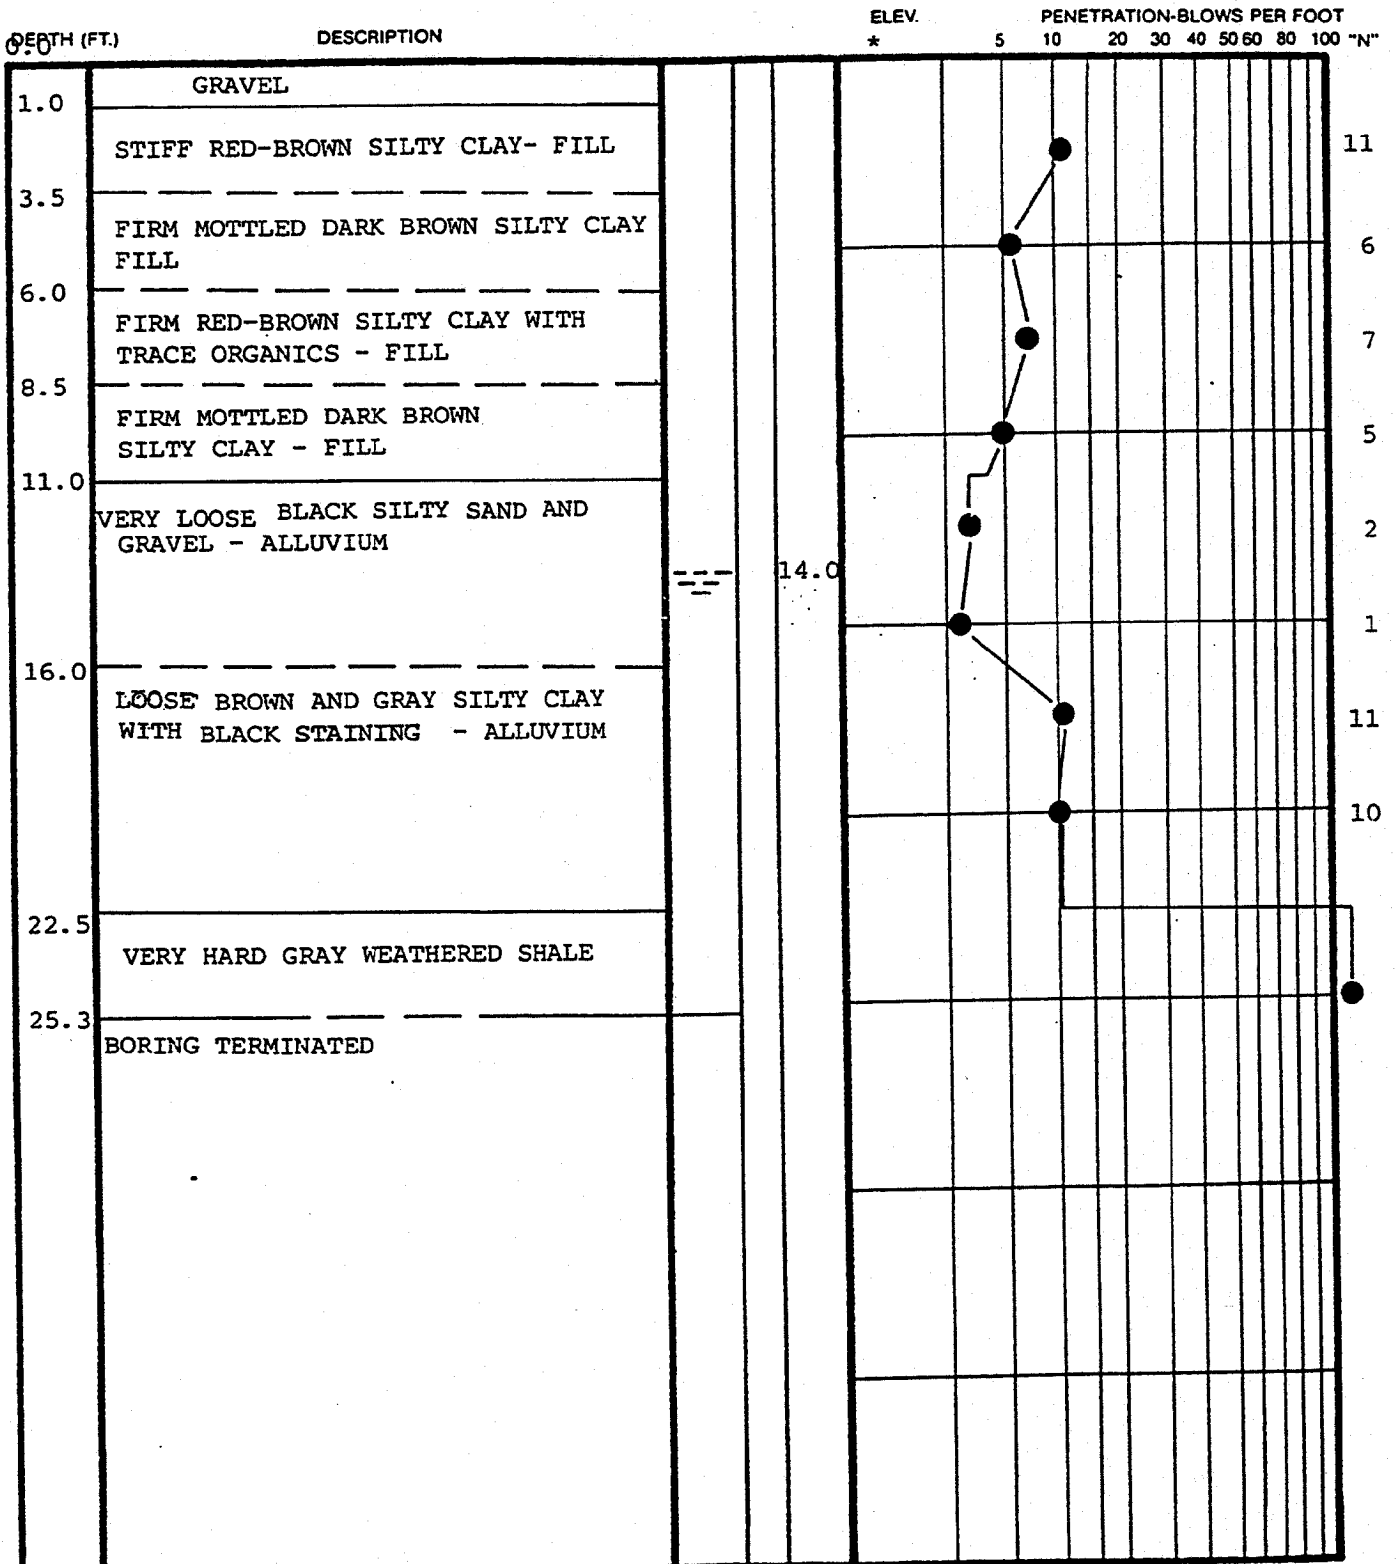 ELEV. PENETRATION-BLOWS PER FOOT
DEPTH (FT.) DESCRIPTION * 5 10 20 30 40 50 60 80 100 "N"
0.0
GRAVEL
1.0
STIFF RED-BROWN SILTY CLAY- FILL 11
3.5
FIRM MOTTLED DARK BROWN SILTY CLAY
FILL 6
6.0
FIRM RED-BROWN SILTY CLAY WITH
TRACE ORGANICS - FILL 7
8.5
FIRM MOTTLED DARK BROWN
SILTY CLAY - FILL 5
11.0
VERY LOOSE BLACK SILTY SAND AND 2
GRAVEL - ALLUVIUM
14.0
1
16.0
LOOSE BROWN AND GRAY SILTY CLAY
WITH BLACK STAINING - ALLUVIUM 11
10
22.5
VERY HARD GRAY WEATHERED SHALE
25.3
BORING TERMINATED